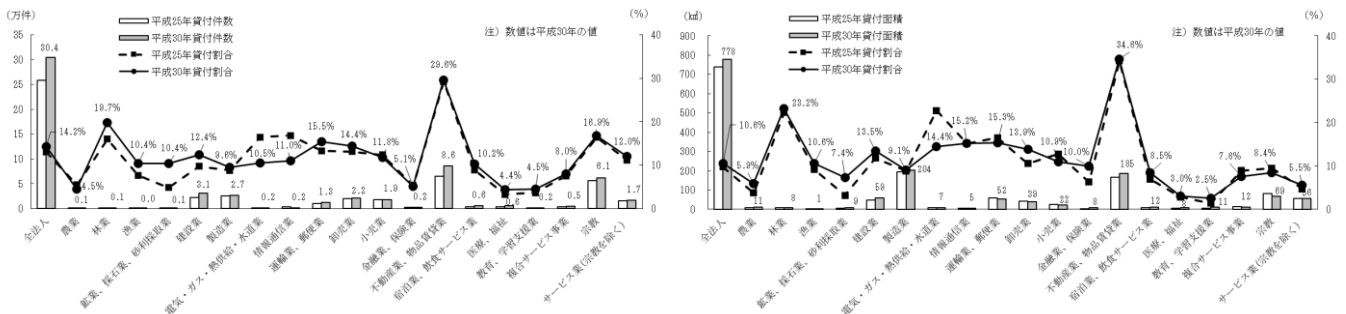 (万件)
(%)
35
30
25
20
15
10
5
0
40
30
20
10
0
平成25年貸付件数
平成30年貸付件数
平成25年貸付割合
平成30年貸付割合
注）数値は平成30年の値
30.4
14.2%
4.5%
0.1
19.7%
0.1
10.4%
0.0
10.4%
0.1
12.4%
3.1
9.6%
2.7
10.5%
0.2
11.0%
0.2
15.5%
1.3
14.4%
2.2
11.8%
1.9
5.1%
0.2
29.6%
8.6
10.2%
0.6
4.4%
0.6
4.5%
0.2
8.0%
0.5
16.9%
6.1
12.0%
1.7
全法人
農業
林業
漁業
鉱業、採石業、砂利採取業
建設業
製造業
電気・ガス・熱供給・水道業
情報通信業
運輸業、郵便業
卸売業
小売業
金融業、保険業
不動産業、物品賃貸業
宿泊業、飲食サービス業
医療、福祉
教育、学習支援業
複合サービス事業
宗教
サービス業(宗教を除く)
(㎢)
(%)
900
800
700
600
500
400
300
200
100
0
40
30
20
10
0
平成25年貸付面積
平成30年貸付面積
平成25年貸付割合
平成30年貸付割合
注）数値は平成30年の値
778
10.6%
5.9%
11
23.2%
8
10.6%
1
7.4%
9
13.5%
59
9.1%
204
14.4%
7
15.2%
5
15.3%
52
13.9%
39
10.9%
22
10.0%
8
34.6%
185
8.5%
12
3.0%
2.5%
11
7.6%
12
8.4%
69
5.5%
56
全法人
農業
林業
漁業
鉱業、採石業、砂利採取業
建設業
製造業
電気・ガス・熱供給・水道業
情報通信業
運輸業、郵便業
卸売業
小売業
金融業、保険業
不動産業、物品賃貸業
宿泊業、飲食サービス業
医療、福祉
教育、学習支援業
複合サービス事業
宗教
サービス業(宗教を除く)